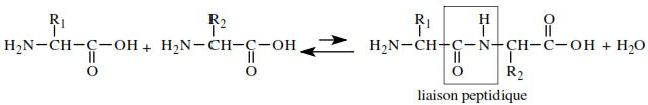 R1 R2 R1 H O
H2N-CH-C-OH + H2N-CH-C-OH H2N-CH-C-N-CH-C-OH + H2O
O O O R2
liaison peptidique